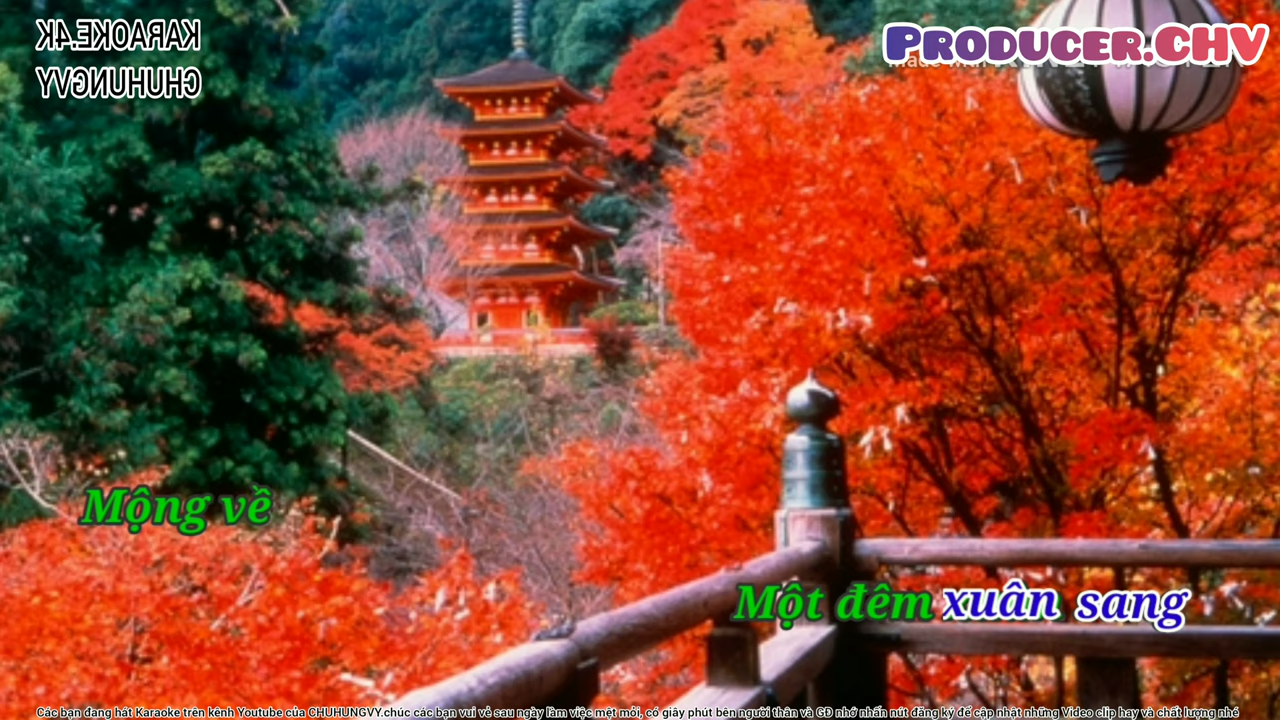 KARAOKE.4K
CHUHUNGVY
PRODUCER.CHV
Mộng về
Một đêm xuân sang
Các bạn đang hát Karaoke trên kênh Youtube của CHUHUNGVY.chúc các bạn vui vẻ sau ngày làm việc mệt mỏi, có giây phút bên người thân và GĐ nhớ nhấn nút đăng ký để cập nhật những Video clip hay và chất lượng nhé